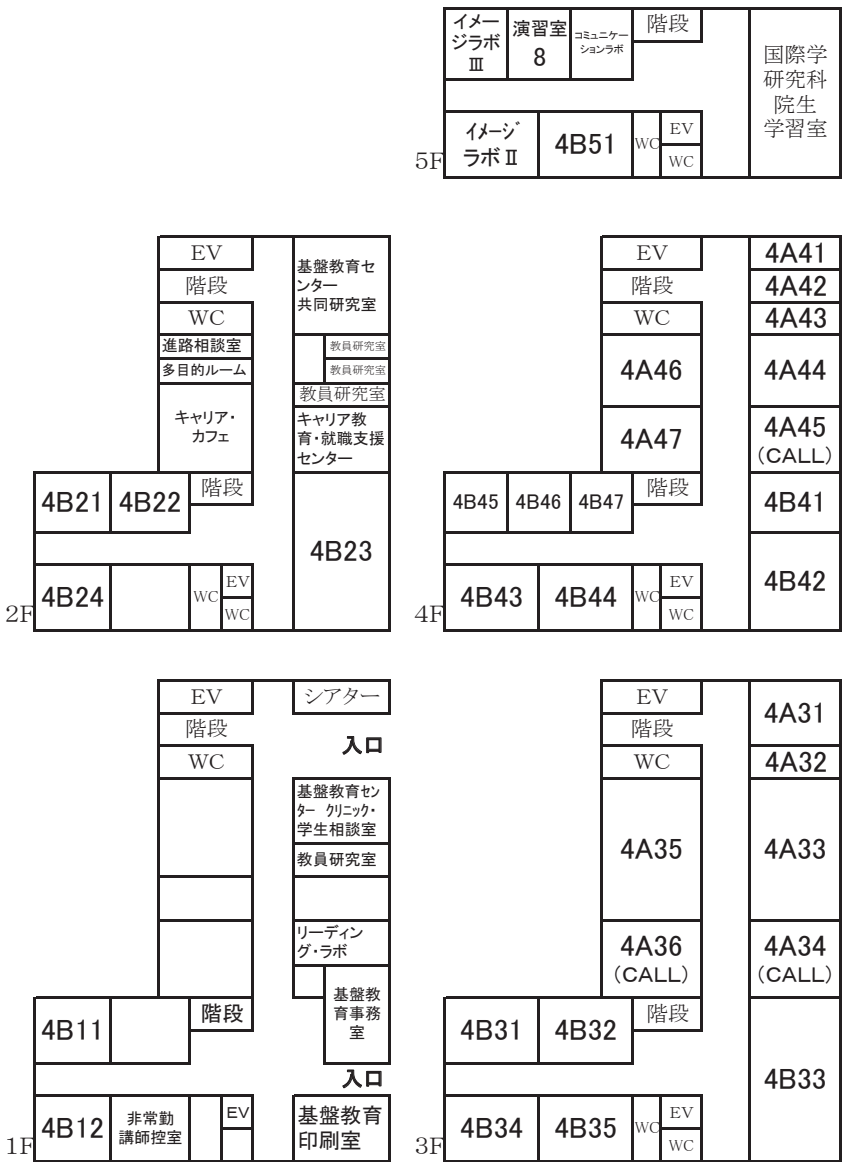 イメー
ジラボ
Ⅲ
演習室
8
コミュニケー
ションラボ
階段
国際学
研究科
院生
学習室
イメージ
ラボⅡ
4B51
WC
EV
WC
5F
EV
階段
WC
進路相談室
多目的ルーム
キャリア・
カフェ
基盤教育セ
ンター
共同研究室
教員研究室
教員研究室
教員研究室
キャリア教
育・就職支援
センター
4B21
4B22
階段
4B23
4B24
WC
EV
WC
2F
EV
階段
WC
4A46
4A47
4A41
4A42
4A43
4A44
4A45
（CALL）
4B45
4B46
4B47
階段
4B41
4B42
4B43
4B44
WC
EV
WC
4F
EV
階段
WC
シアター
入口
基盤教育セン
ター クリニック・
学生相談室
教員研究室
リーディン
グ・ラボ
基盤教
育事務
室
4B11
階段
入口
4B12
非常勤
講師控室
EV
基盤教育
印刷室
1F
EV
階段
WC
4A35
4A36
（CALL）
4A31
4A32
4A33
4A34
（CALL）
4B31
4B32
階段
4B33
4B34
4B35
WC
EV
WC
3F